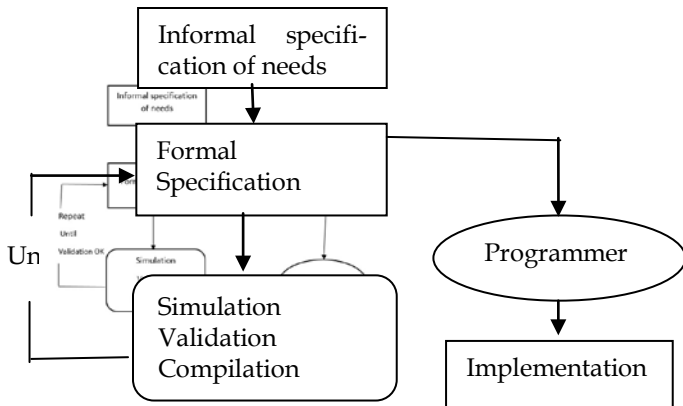 Informal specifi-
cation of needs
Informal specification
of needs
Formal
Specification
Repeat
Until
Validation OK
Un
Simulation
Programmer
Simulation
Validation
Compilation
Implementation